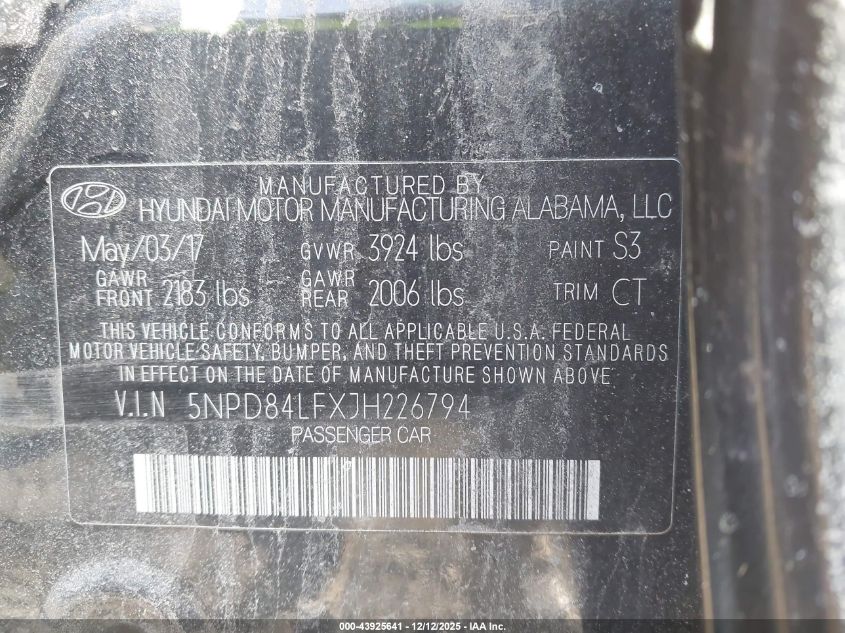 MANUFACTURED BY
HYUNDAI MOTOR MANUFACTURING ALABAMA, LLC
May/03/17 GVWR 3924 lbs PAINT S3
GAWR FRONT 2183 lbs GAWR REAR 2006 lbs TRIM CT
THIS VEHICLE CONFORMS TO ALL APPLICABLE U.S.A. FEDERAL
MOTOR VEHICLE SAFETY, BUMPER, AND THEFT PREVENTION STANDARDS
IN EFFECT ON THE DATE OF MANUFACTURE SHOWN ABOVE.
V.I.N 5NPD84LFXJH226794
PASSENGER CAR
000-43925641 - 12/12/2025 - IAA Inc.